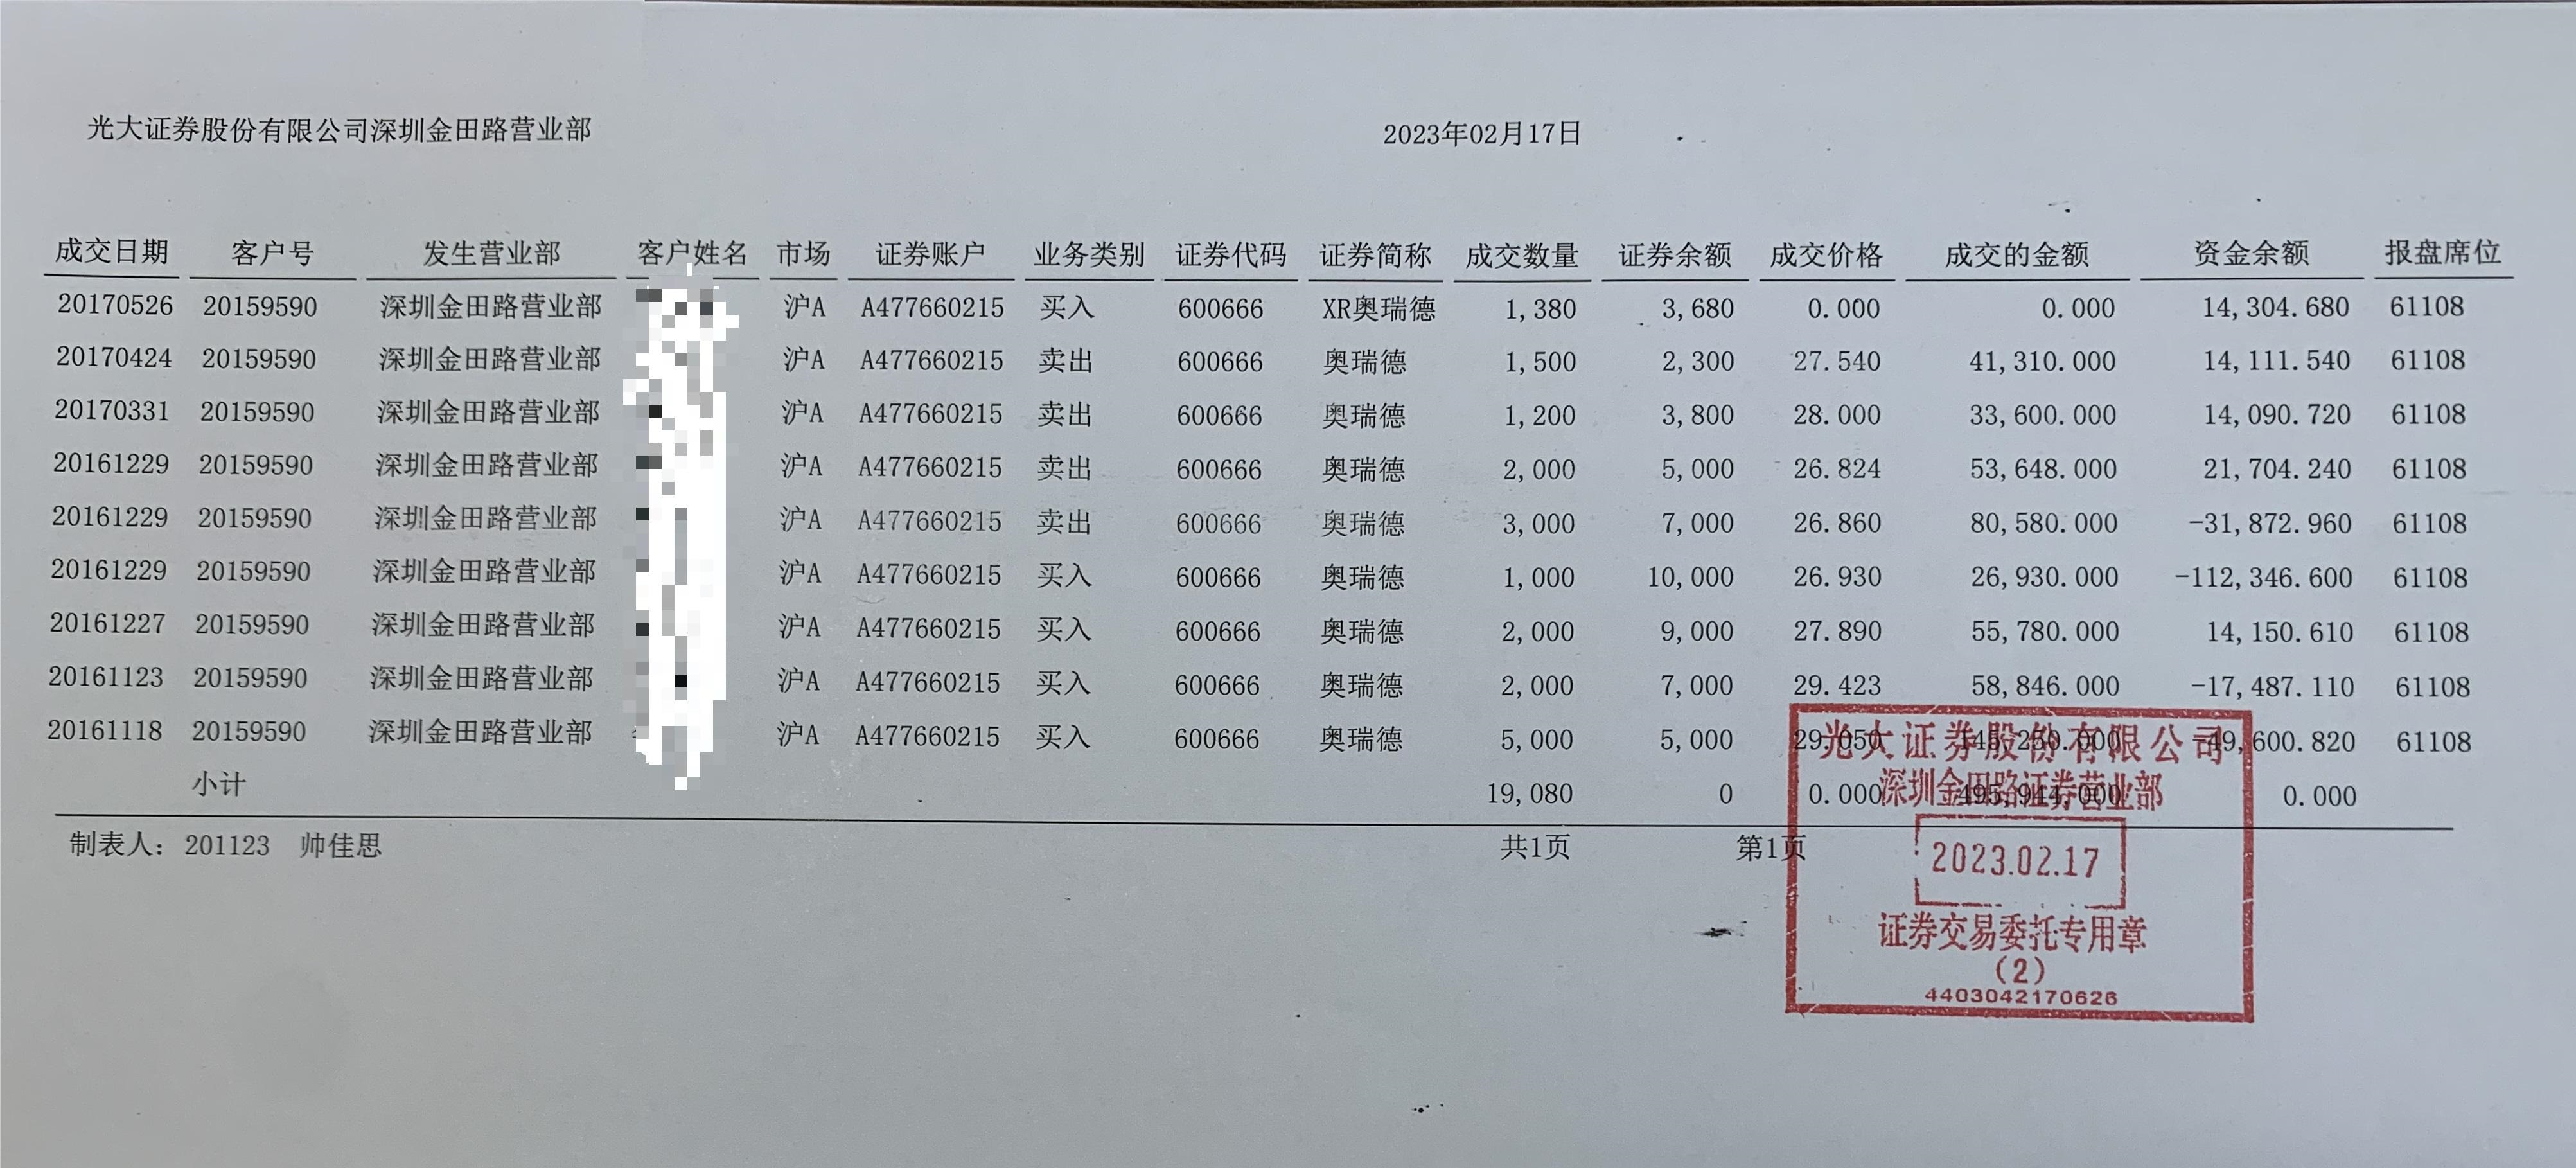 光大证券股份有限公司深圳金田路营业部 2023年02月17日
成交日期 客户号 发生营业部 客户姓名 市场 证券账户 业务类别 证券代码 证券简称 成交数量 证券余额 成交价格 成交的金额 资金余额 报盘席位
20170526 20159590 深圳金田路营业部 沪A A477660215 买入 600666 XR奥瑞德 1,380 3,680 0.000 0.000 14,304.680 61108
20170424 20159590 深圳金田路营业部 沪A A477660215 卖出 600666 奥瑞德 1,500 2,300 27.540 41,310.000 14,111.540 61108
20170331 20159590 深圳金田路营业部 沪A A477660215 卖出 600666 奥瑞德 1,200 3,800 28.000 33,600.000 14,090.720 61108
20161229 20159590 深圳金田路营业部 沪A A477660215 卖出 600666 奥瑞德 2,000 5,000 26.824 53,648.000 21,704.240 61108
20161229 20159590 深圳金田路营业部 沪A A477660215 卖出 600666 奥瑞德 3,000 7,000 26.860 80,580.000 -31,872.960 61108
20161229 20159590 深圳金田路营业部 沪A A477660215 买入 600666 奥瑞德 1,000 10,000 26.930 26,930.000 -112,346.600 61108
20161227 20159590 深圳金田路营业部 沪A A477660215 买入 600666 奥瑞德 2,000 9,000 27.890 55,780.000 14,150.610 61108
20161123 20159590 深圳金田路营业部 沪A A477660215 买入 600666 奥瑞德 2,000 7,000 29.423 58,846.000 -17,487.110 61108
20161118 20159590 深圳金田路营业部 沪A A477660215 买入 600666 奥瑞德 5,000 5,000 29.050 145,250.000 61108
小计 19,080 0 0.000 495,944.000 0.000
制表人：201123 帅佳思 共1页 第1页
光大证券股份有限公司
深圳金田路证券营业部
2023.02.17
证券交易委托专用章
(2)
4403042170626